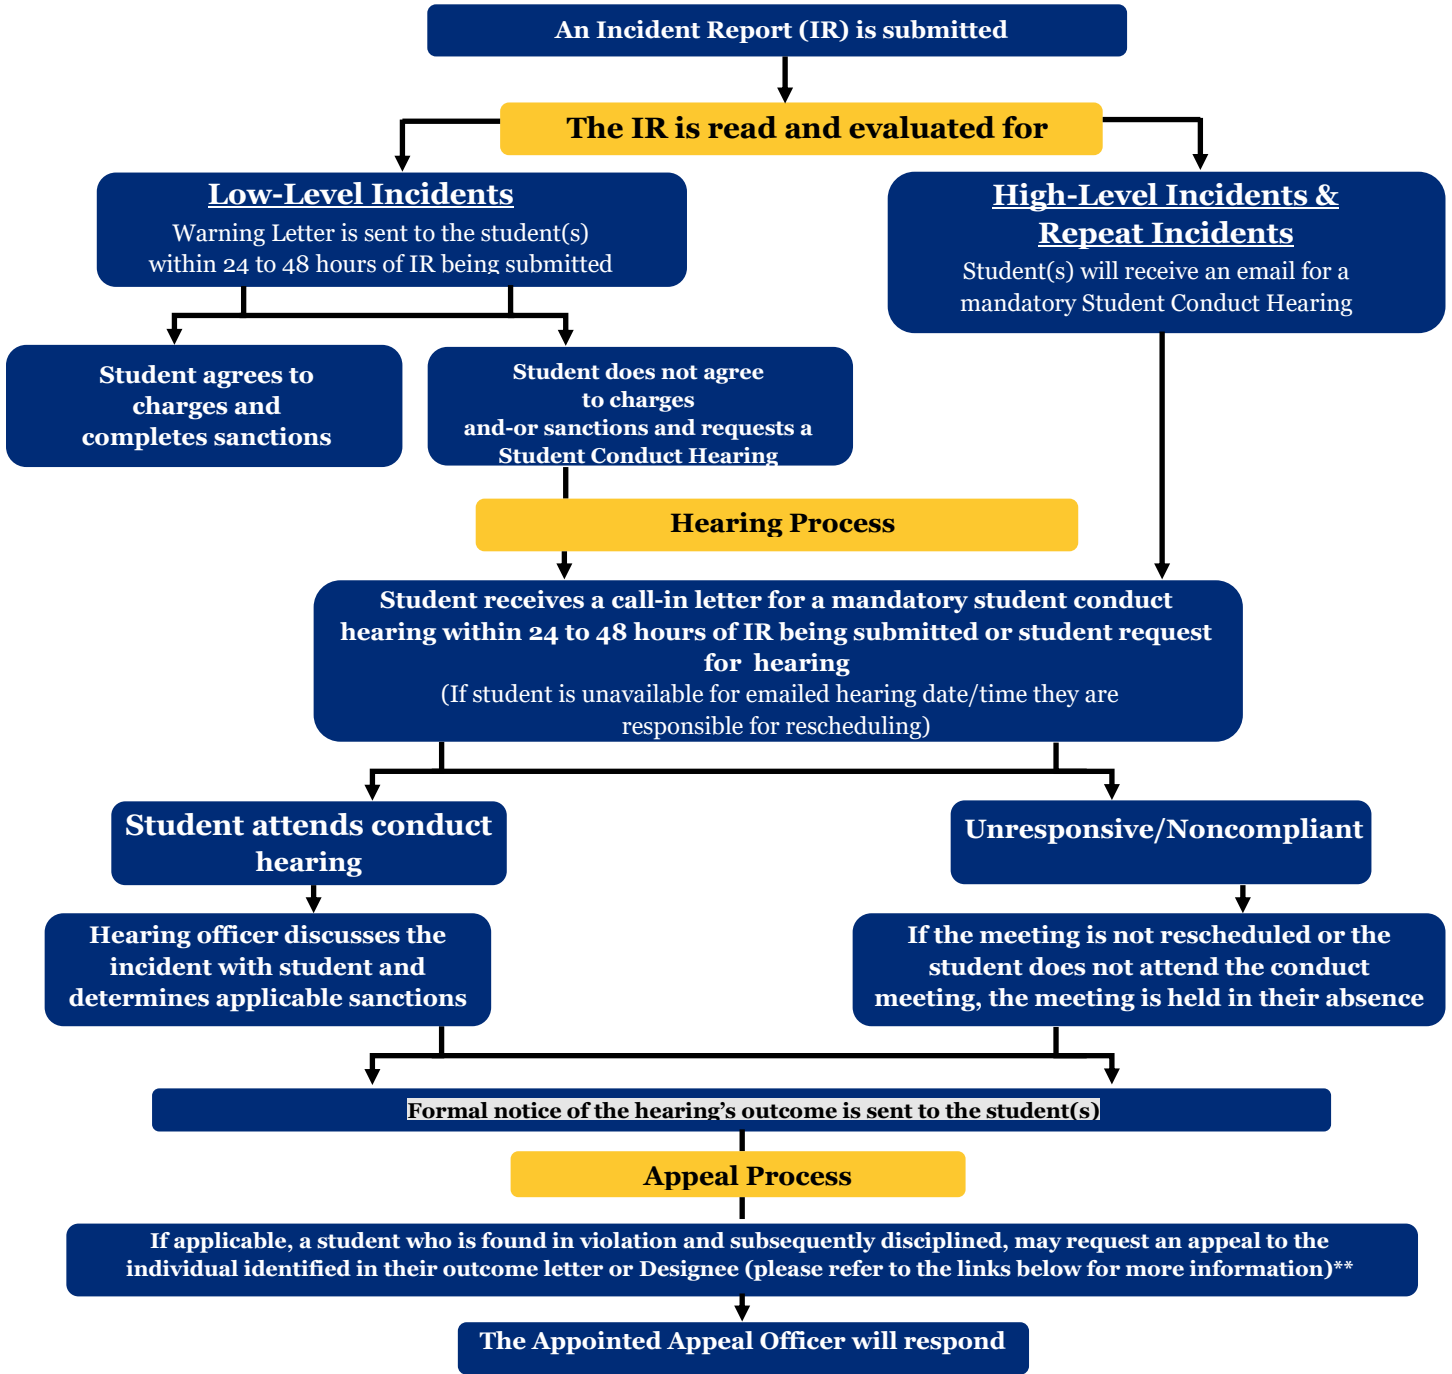 An Incident Report (IR) is submitted
The IR is read and evaluated for
Low-Level Incidents
Warning Letter is sent to the student(s)
within 24 to 48 hours of IR being submitted
High-Level Incidents &
Repeat Incidents
Student(s) will receive an email for a
mandatory Student Conduct Hearing
Student agrees to
charges and
completes sanctions
Student does not agree
to charges
and-or sanctions and requests a
Student Conduct Hearing
Hearing Process
Student receives a call-in letter for a mandatory student conduct
hearing within 24 to 48 hours of IR being submitted or student request
for hearing
(If student is unavailable for emailed hearing date/time they are
responsible for rescheduling)
Student attends conduct
hearing
Unresponsive/Noncompliant
Hearing officer discusses the
incident with student and
determines applicable sanctions
If the meeting is not rescheduled or the
student does not attend the conduct
meeting, the meeting is held in their absence
Formal notice of the hearing’s outcome is sent to the student(s)
Appeal Process
If applicable, a student who is found in violation and subsequently disciplined, may request an appeal to the
individual identified in their outcome letter or Designee (please refer to the links below for more information)**
The Appointed Appeal Officer will respond